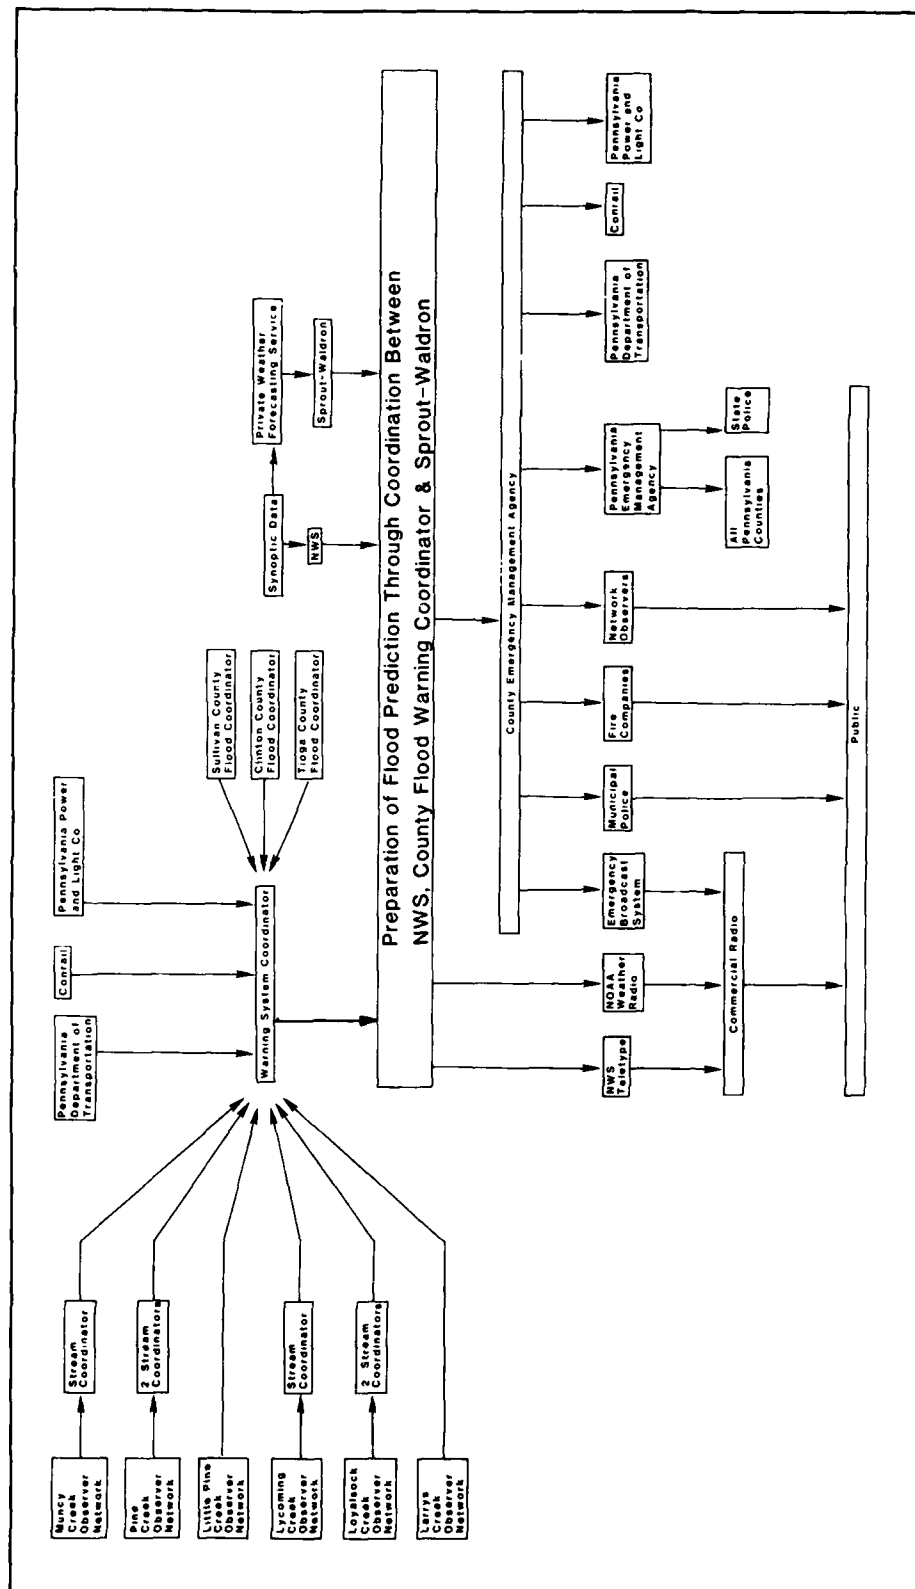 Muncy
Creek
Observer
Network
Pine
Creek
Observer
Network
Little Pine
Creek
Observer
Network
Lycoming
Creek
Observer
Network
Loyalsock
Creek
Observer
Network
Larrys
Creek
Observer
Network
Stream
Coordinator
2 Stream
Coordinators
Stream
Coordinator
2 Stream
Coordinators
Pennsylvania
Department of
Transportation
Conrail
Pennsylvania Power
and Light Co
Warning System Coordinator
Sullivan County
Flood Coordinator
Clinton County
Flood Coordinator
Tioga County
Flood Coordinator
Synoptic Data
NWS
Private Weather
Forecasting Service
Sprout-Waldron
Preparation of Flood Prediction Through Coordination Between
NWS, County Flood Warning Coordinator & Sprout-Waldron
County Emergency Management Agency
NWS
Teletype
NOAA
Weather
Radio
Emergency
Broadcast
System
Municipal
Police
Fire
Companies
Network
Observers
Pennsylvania
Emergency
Management
Agency
Pennsylvania
Department of
Transportation
Conrail
Pennsylvania
Power and
Light Co
Commercial Radio
All
Pennsylvania
Counties
State
Police
Public